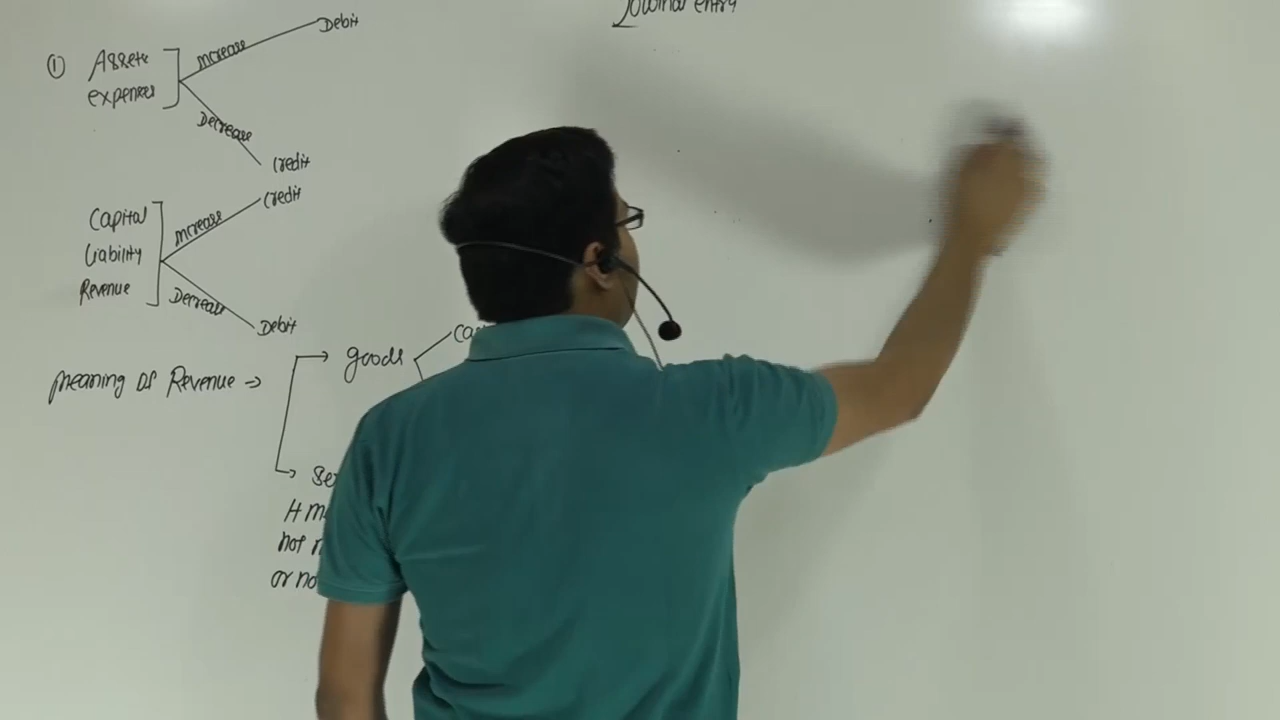 Journal entry
① Assets
expenses
Increase
Debit
Decrease
Credit
Capital
Liability
Revenue
Increase
Credit
Decrease
Debit
Meaning of Revenue →
goods